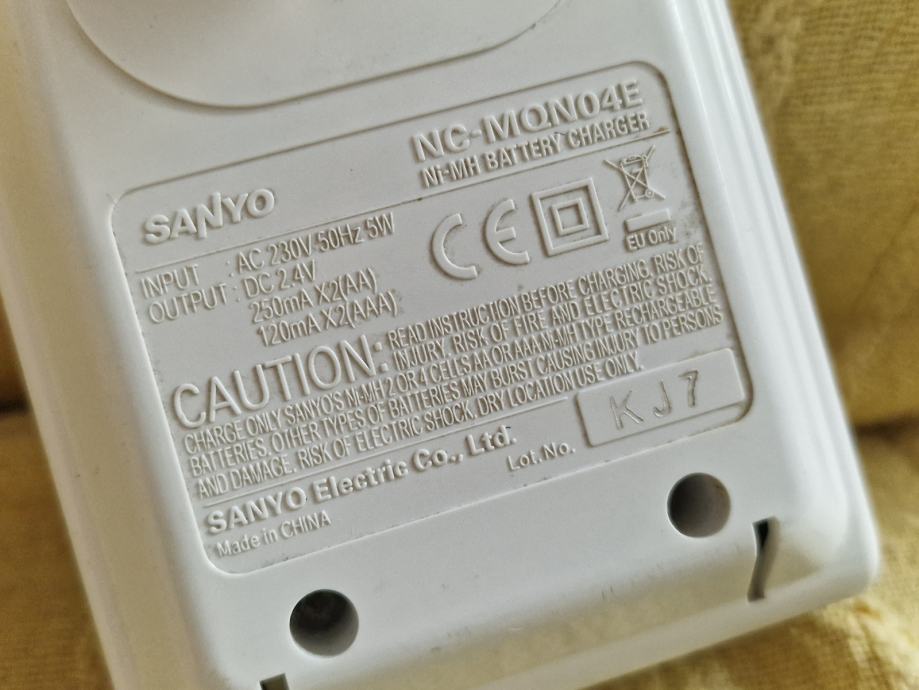 NC-MQN04E
Ni-MH BATTERY CHARGER
SANYO
INPUT : AC 230V 50Hz 5W
OUTPUT : DC 2.4V
250mA X2(AA)
120mA X2(AAA)
CE
EU Only
CAUTION: READ INSTRUCTION BEFORE CHARGING. RISK OF
INJURY. RISK OF FIRE AND ELECTRIC SHOCK.
CHARGE ONLY SANYO'S Ni-MH 2 OR 4 CELLS AA OR AAA Ni-MH TYPE RECHARGEABLE
BATTERIES. OTHER TYPES OF BATTERIES MAY BURST CAUSING INJURY TO PERSONS
AND DAMAGE. RISK OF ELECTRIC SHOCK. DRY LOCATION USE ONLY.
SANYO Electric Co., Ltd.
Lot. No. KJ7
Made in CHINA